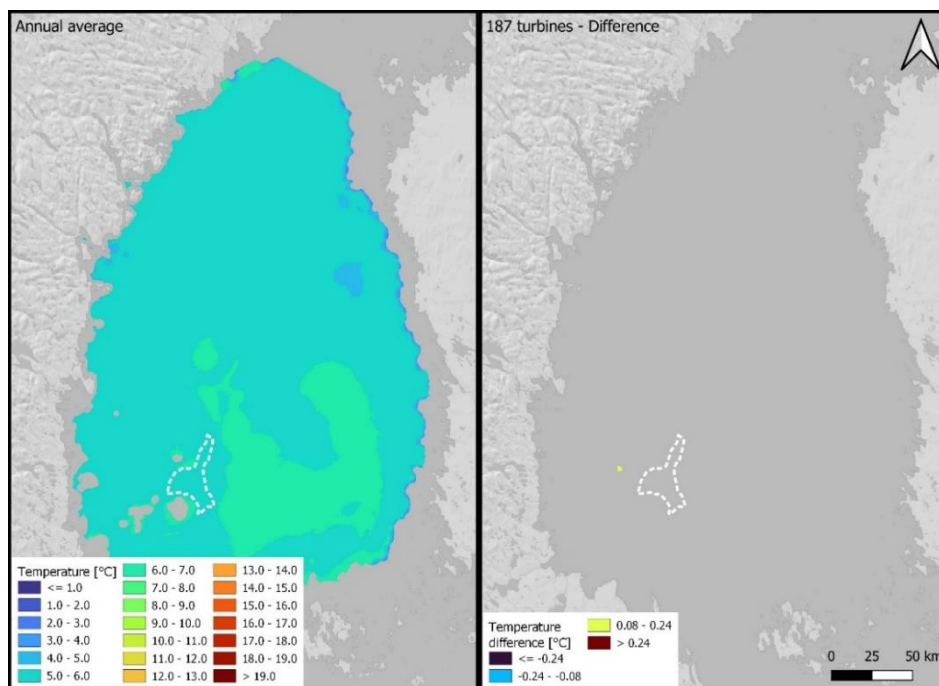 Annual average
Temperature [°C]
<= 1.0
1.0 - 2.0
2.0 - 3.0
3.0 - 4.0
4.0 - 5.0
5.0 - 6.0
6.0 - 7.0
7.0 - 8.0
8.0 - 9.0
9.0 - 10.0
10.0 - 11.0
11.0 - 12.0
12.0 - 13.0
13.0 - 14.0
14.0 - 15.0
15.0 - 16.0
16.0 - 17.0
17.0 - 18.0
18.0 - 19.0
> 19.0
187 turbines - Difference
Temperature
difference [°C]
<= -0.24
-0.24 - -0.08
0.08 - 0.24
> 0.24
0 25 50 km